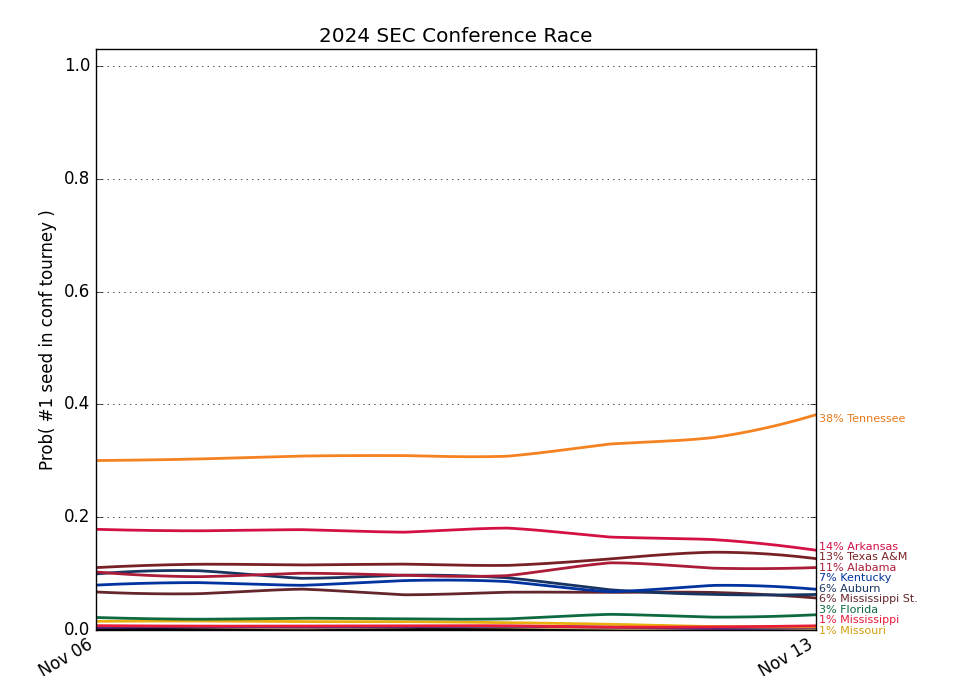 2024 SEC Conference Race
Prob( #1 seed in conf tourney )
1.0
0.8
0.6
0.4
0.2
0.0
Nov 06
Nov 13
38% Tennessee
14% Arkansas
13% Texas A&M
11% Alabama
7% Kentucky
6% Auburn
6% Mississippi St.
3% Florida
1% Mississippi
1% Missouri